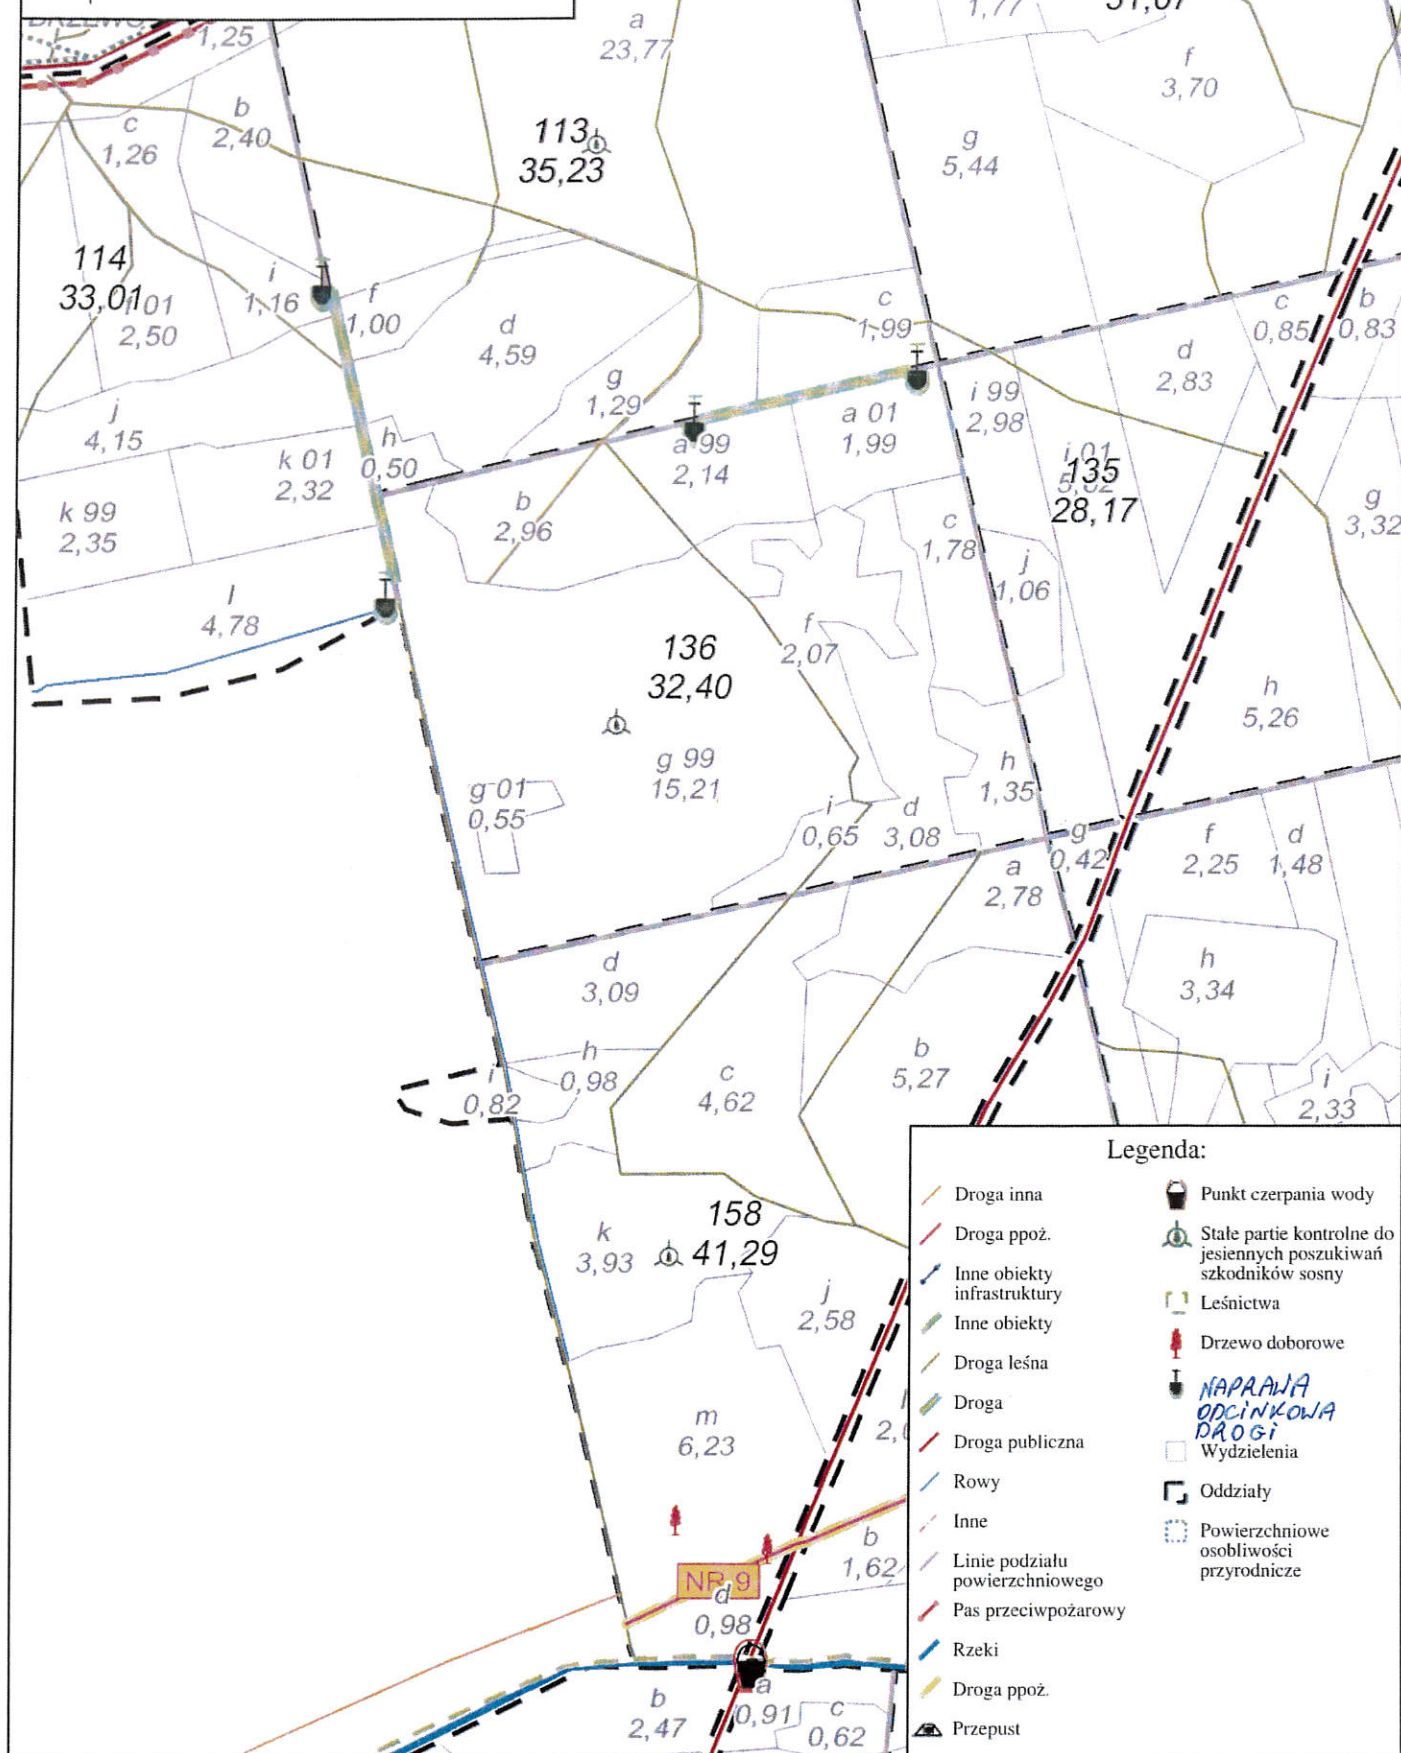 BRZEWO
1,25
a
23,77
1,77
f
3,70
b
2,40
c
1,26
113
35,23
g
5,44
114
33,01
f 01
2,50
i
1,16
f
1,00
d
4,59
c
1,99
c
0,85
b
0,83
d
2,83
g
1,29
a 99
2,14
a 01
1,99
i 99
2,98
j
4,15
h
0,50
k 01
2,32
i 01
135
28,17
k 99
2,35
b
2,96
c
1,78
g
3,32
j
1,06
l
4,78
f
2,07
136
32,40
h
5,26
g 99
15,21
g 01
0,55
h
1,35
i
0,65
d
3,08
g
0,42
f
2,25
d
1,48
a
2,78
d
3,09
h
3,34
h
0,98
i
0,82
c
4,62
b
5,27
i
2,33
158
41,29
k
3,93
j
2,58
m
6,23
b
1,62
NR 9
d
0,98
b
2,47
a
0,91
c
0,62
Legenda:
Droga inna
Droga ppoż.
Inne obiekty
infrastruktury
Inne obiekty
Droga leśna
Droga
Droga publiczna
Rowy
Inne
Linie podziału
powierzchniowego
Pas przeciwpożarowy
Rzeki
Droga ppoż.
Przepust
Punkt czerpania wody
Stałe partie kontrolne do
jesiennych poszukiwań
szkodników sosny
Leśnictwa
Drzewo doborowe
NAPRAWA
ODCINKOWA
DROGI
Wydzielenia
Oddziały
Powierzchniowe
osobliwości
przyrodnicze